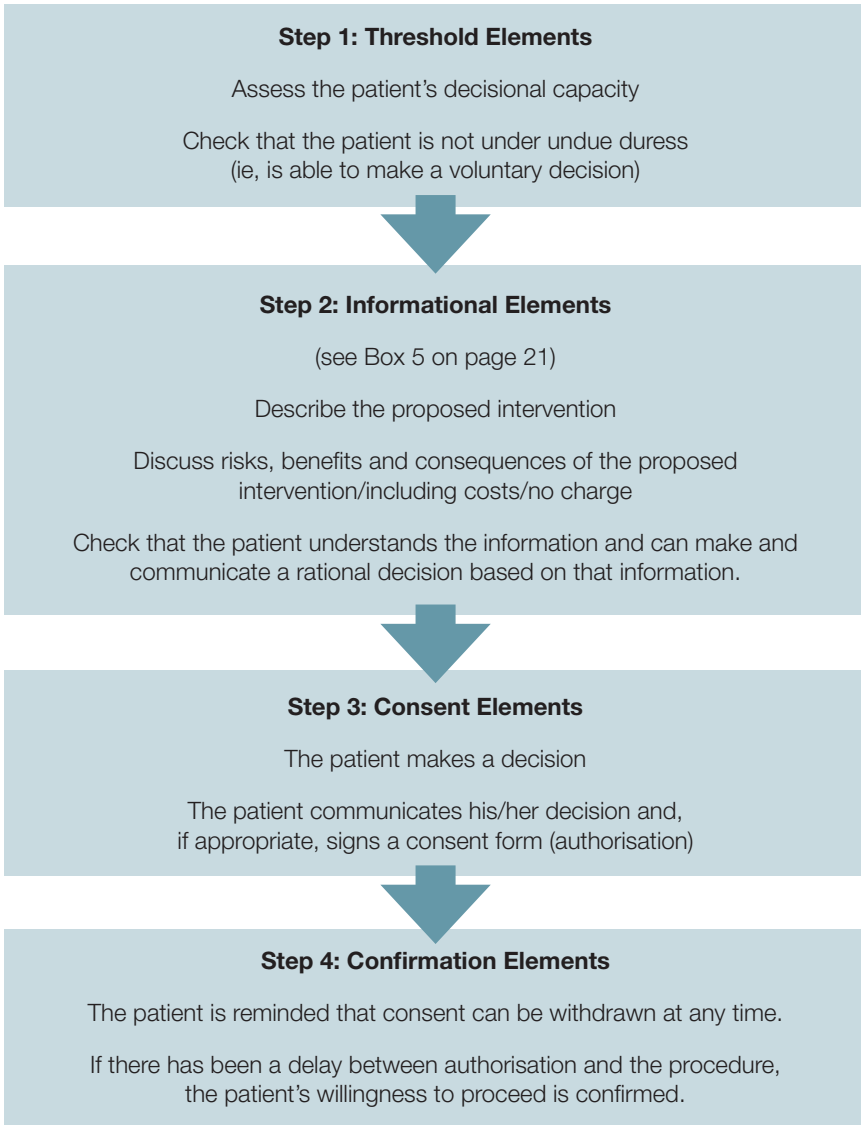 Step 1: Threshold Elements
Assess the patient’s decisional capacity
Check that the patient is not under undue duress
(ie, is able to make a voluntary decision)
Step 2: Informational Elements
(see Box 5 on page 21)
Describe the proposed intervention
Discuss risks, benefits and consequences of the proposed
intervention/including costs/no charge
Check that the patient understands the information and can make and
communicate a rational decision based on that information.
Step 3: Consent Elements
The patient makes a decision
The patient communicates his/her decision and,
if appropriate, signs a consent form (authorisation)
Step 4: Confirmation Elements
The patient is reminded that consent can be withdrawn at any time.
If there has been a delay between authorisation and the procedure,
the patient’s willingness to proceed is confirmed.